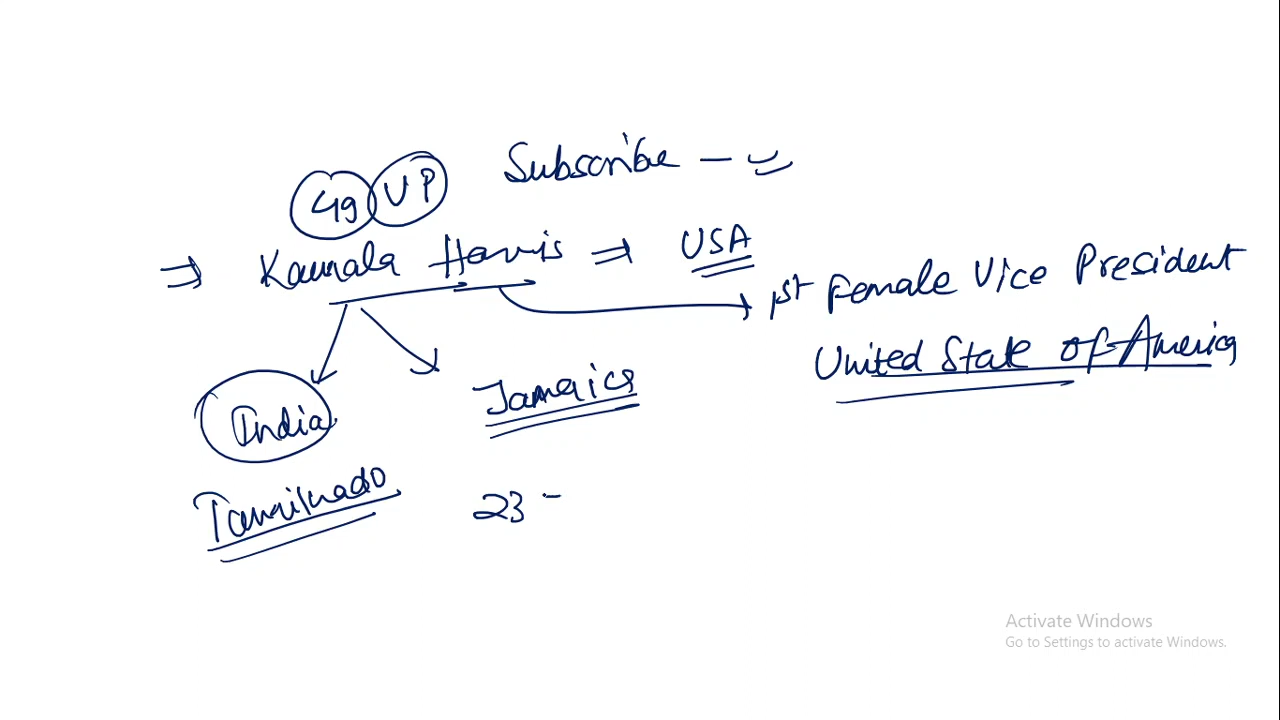 Subscribe -
49 VP
⇒ Kamala Harris ⇒ USA
1st Female Vice President
United State of America
India
Jamaica
Tamilnado
23 -
Activate Windows
Go to Settings to activate Windows.